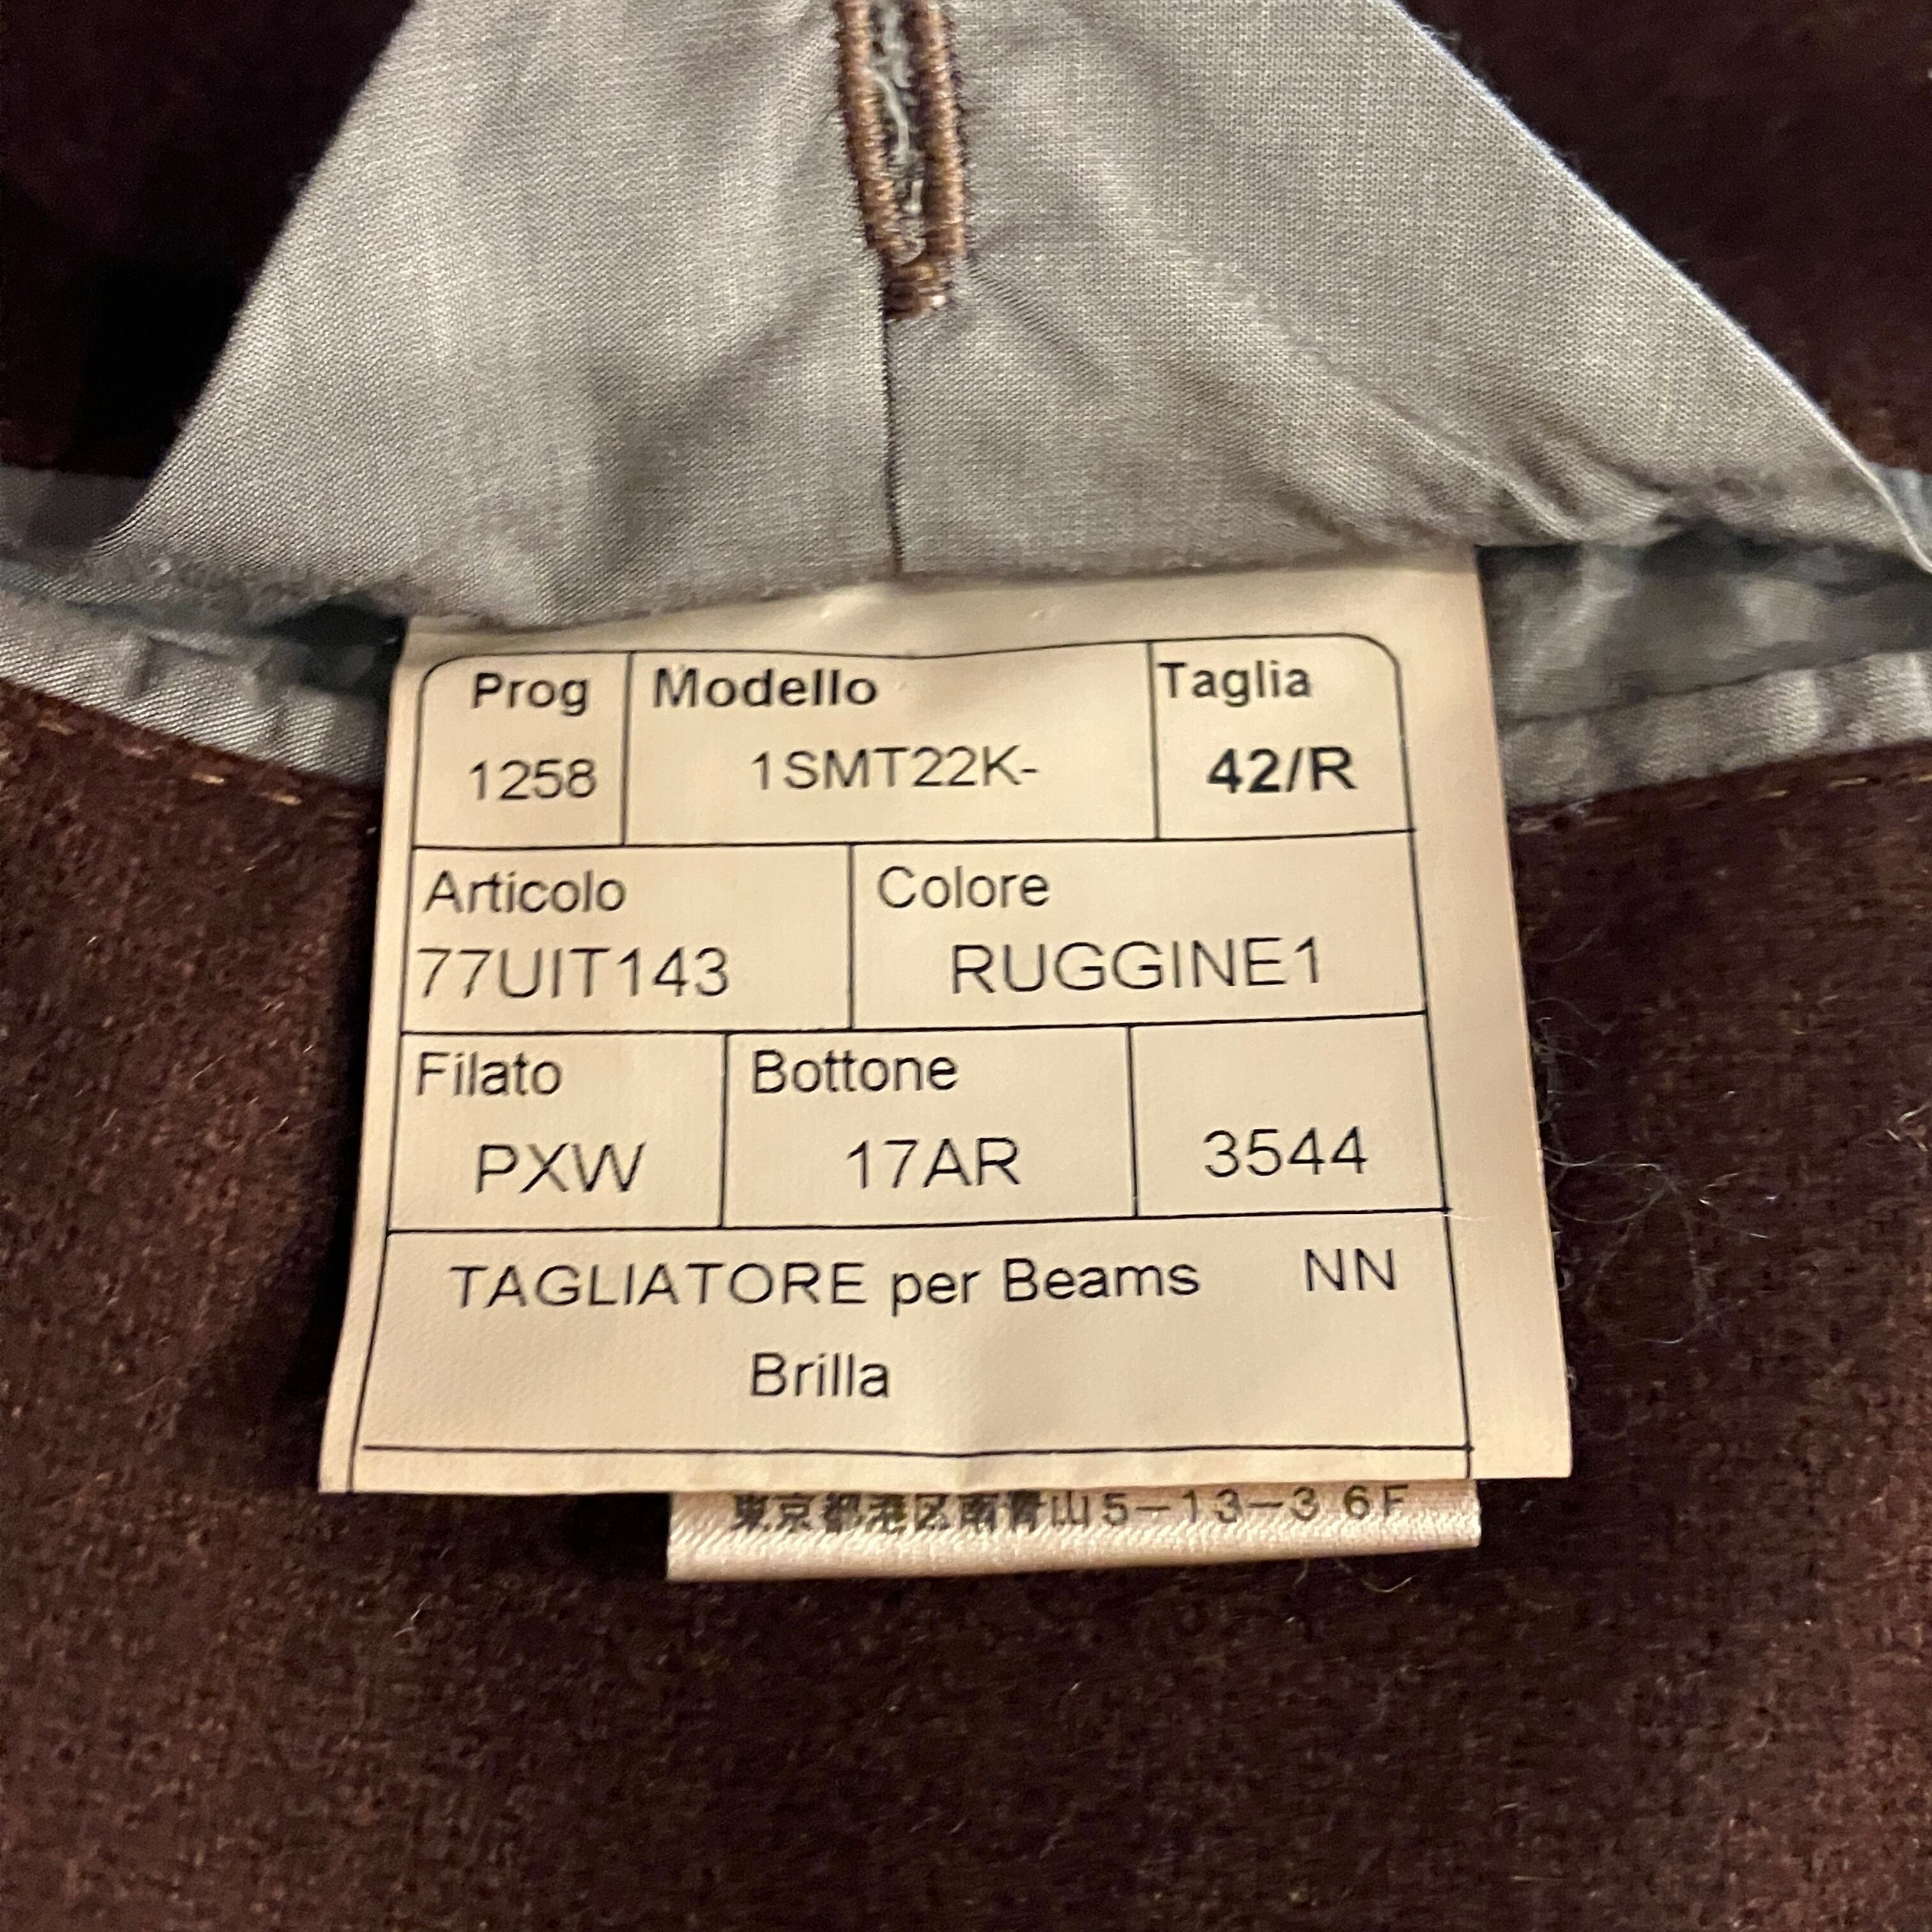 Prog Modello Taglia
1258 1SMT22K- 42/R
Articolo Colore
77UIT143 RUGGINE1
Filato Bottone
PXW 17AR 3544
TAGLIATORE per Beams NN
Brilla
東京都港区南青山5-13-3 6F